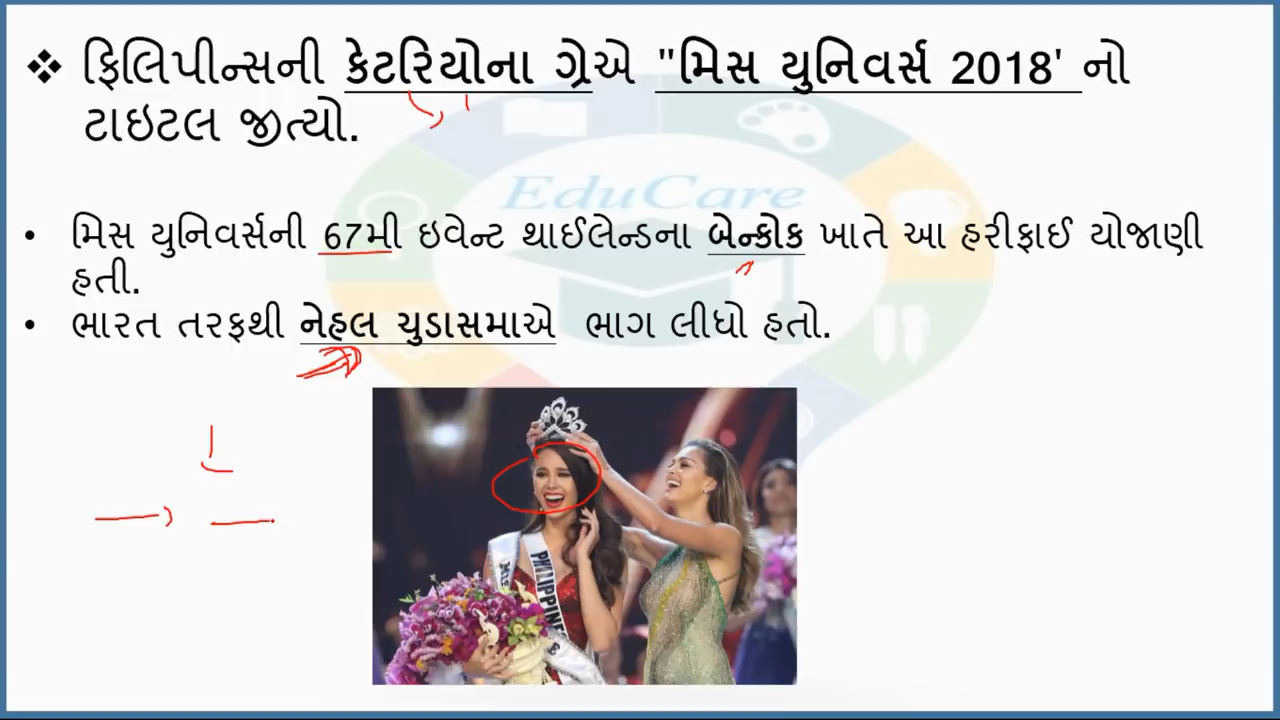 ❖ ફિલિપીન્સની કેટરિયોના ગ્રેએ "મિસ યુનિવર્સ 2018' નો
ટાઇટલ જીત્યો.
EduCare
• મિસ યુનિવર્સની 67મી ઇવેન્ટ થાઈલેન્ડના બેન્કોક ખાતે આ હરીફાઈ યોજાણી
હતી.
• ભારત તરફથી નેહલ ચુડાસમાએ ભાગ લીધો હતો.
PHILIPPINES